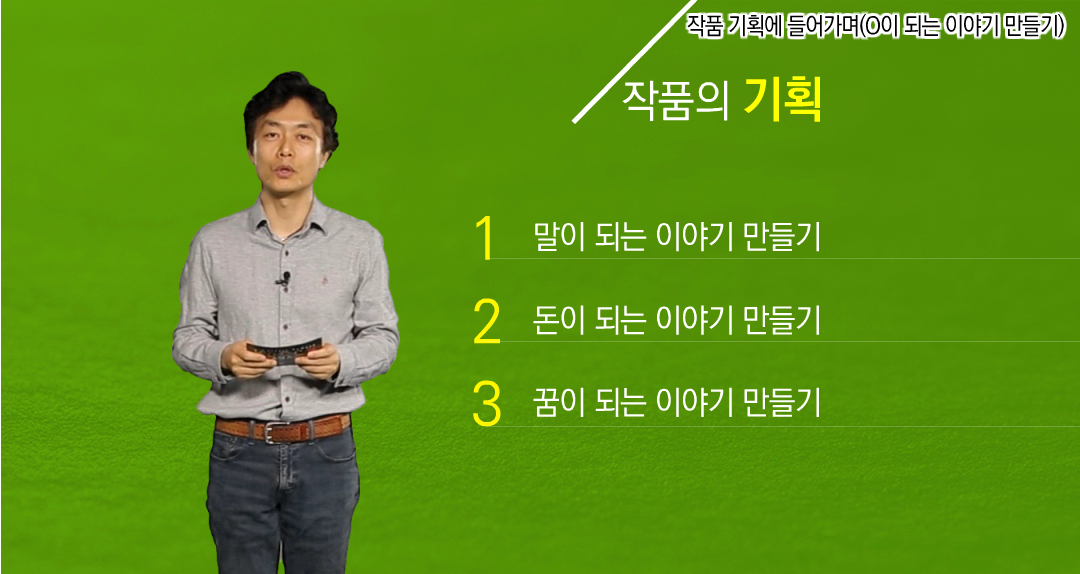 작품 기획에 들어가며(O이 되는 이야기 만들기)
작품의 기획
1 말이 되는 이야기 만들기
2 돈이 되는 이야기 만들기
3 꿈이 되는 이야기 만들기